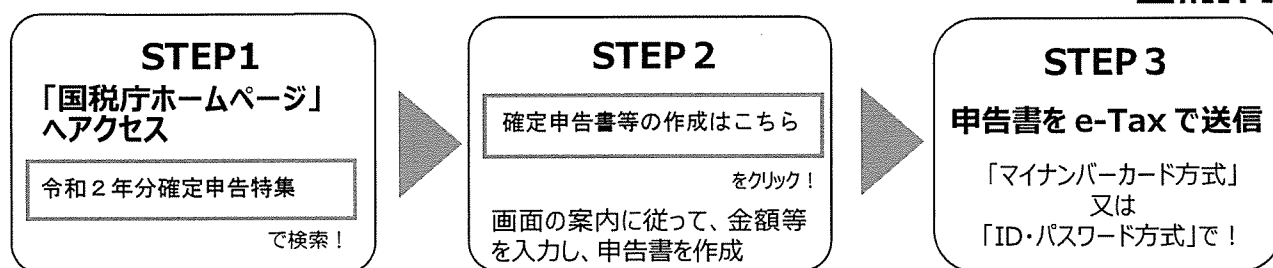 STEP1
「国税庁ホームページ」
へアクセス
令和２年分確定申告特集
で検索！
STEP２
確定申告書等の作成はこちら
をクリック！
画面の案内に従って、金額等
を入力し、申告書を作成
STEP３
申告書を e-Tax で送信
「マイナンバーカード方式」
又は
「ID・パスワード方式」で！